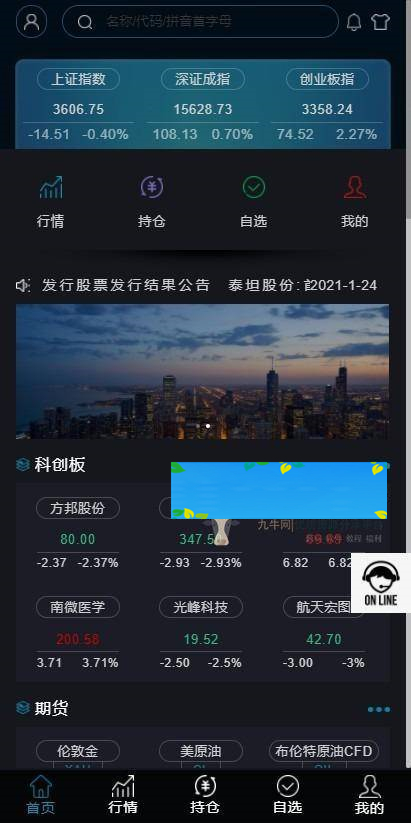 名称/代码/拼音首字母
上证指数 深证成指 创业板指
3606.75 15628.73 3358.24
-14.51 -0.40% 108.13 0.70% 74.52 2.27%
行情 持仓 自选 我的
发行股票发行结果公告 泰坦股份: 2021-1-24
科创板
方邦股份
80.00 347.50 69.69
-2.37 -2.37% -2.93 -2.93% 6.82 6.82
九牛网
教程 福利
ON LINE
南微医学 光峰科技 航天宏图
200.58 19.52 42.70
3.71 3.71% -2.50 -2.5% -3.00 -3%
期货
伦敦金 美原油 布伦特原油CFD
首页 行情 持仓 自选 我的